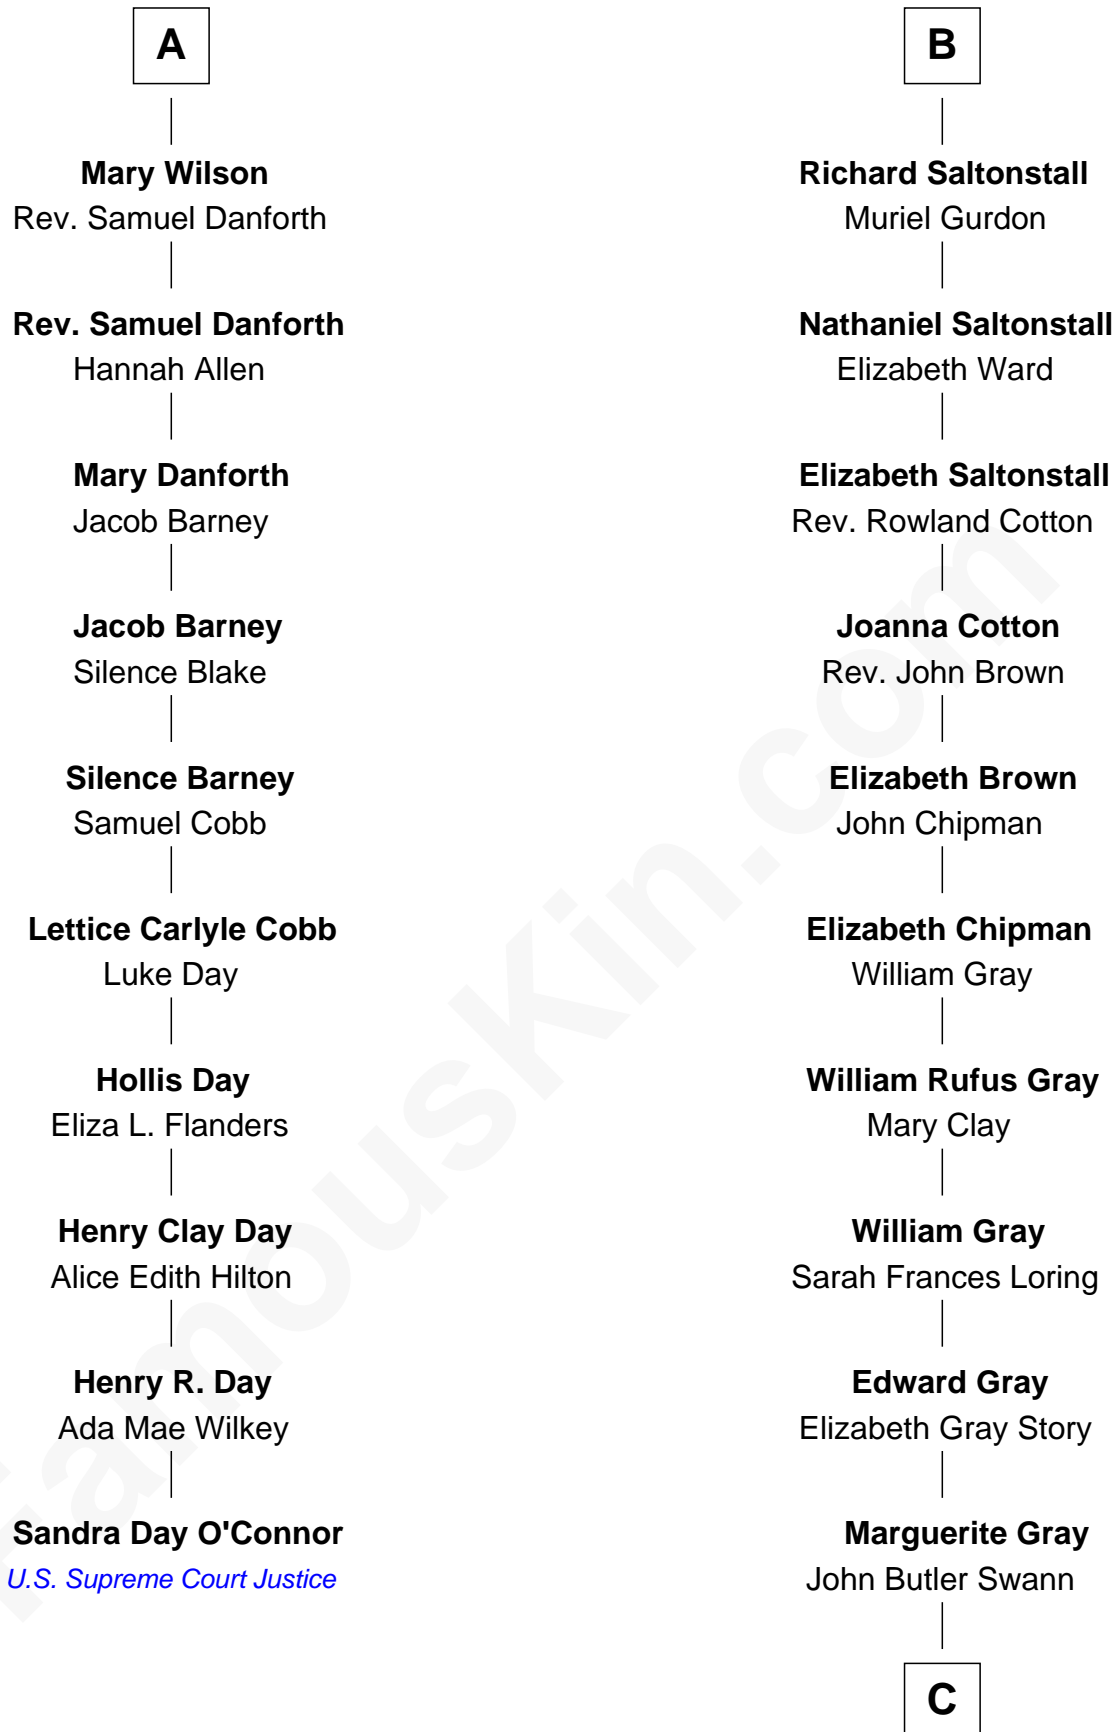 A
Mary Wilson
Rev. Samuel Danforth
Rev. Samuel Danforth
Hannah Allen
Mary Danforth
Jacob Barney
Jacob Barney
Silence Blake
Silence Barney
Samuel Cobb
Lettice Carlyle Cobb
Luke Day
Hollis Day
Eliza L. Flanders
Henry Clay Day
Alice Edith Hilton
Henry R. Day
Ada Mae Wilkey
Sandra Day O'Connor
U.S. Supreme Court Justice
B
Richard Saltonstall
Muriel Gurdon
Nathaniel Saltonstall
Elizabeth Ward
Elizabeth Saltonstall
Rev. Rowland Cotton
Joanna Cotton
Rev. John Brown
Elizabeth Brown
John Chipman
Elizabeth Chipman
William Gray
William Rufus Gray
Mary Clay
William Gray
Sarah Frances Loring
Edward Gray
Elizabeth Gray Story
Marguerite Gray
John Butler Swann
C
FamousKin.com